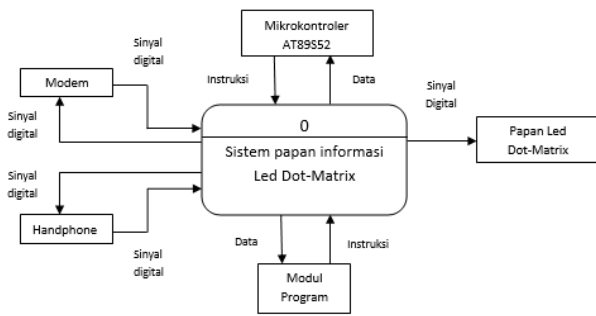 Mikrokontroler
AT89S52
Sinyal
digital
Instruksi
Data
Modem
Sinyal
Digital
Sinyal
digital
0
Sistem papan informasi
Led Dot-Matrix
Papan Led
Dot-Matrix
Sinyal
digital
Handphone
Sinyal
digital
Data
Instruksi
Modul
Program